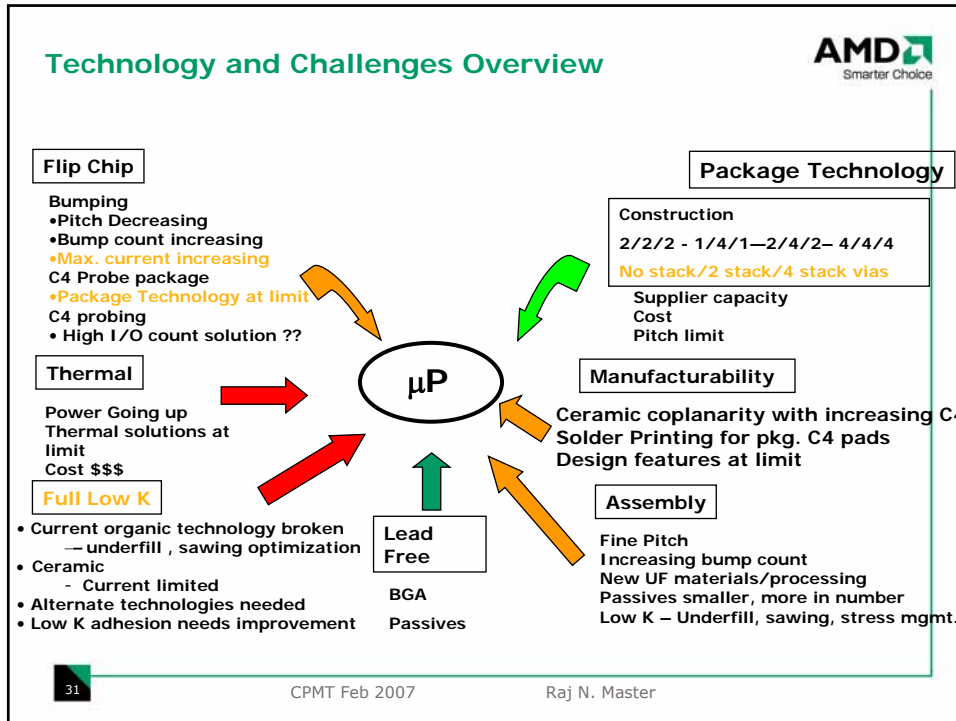 Technology and Challenges Overview
AMD
Smarter Choice
Flip Chip
Bumping
•Pitch Decreasing
•Bump count increasing
•Max. current increasing
C4 Probe package
•Package Technology at limit
C4 probing
• High I/O count solution ??
Package Technology
Construction
2/2/2 - 1/4/1—2/4/2– 4/4/4
No stack/2 stack/4 stack vias
Supplier capacity
Cost
Pitch limit
μP
Thermal
Power Going up
Thermal solutions at
limit
Cost $$$
Manufacturability
Ceramic coplanarity with increasing C4
Solder Printing for pkg. C4 pads
Design features at limit
Full Low K
• Current organic technology broken
–– underfill , sawing optimization
• Ceramic
- Current limited
• Alternate technologies needed
• Low K adhesion needs improvement
Lead
Free
BGA
Passives
Assembly
Fine Pitch
Increasing bump count
New UF materials/processing
Passives smaller, more in number
Low K – Underfill, sawing, stress mgmt.
31
CPMT Feb 2007
Raj N. Master